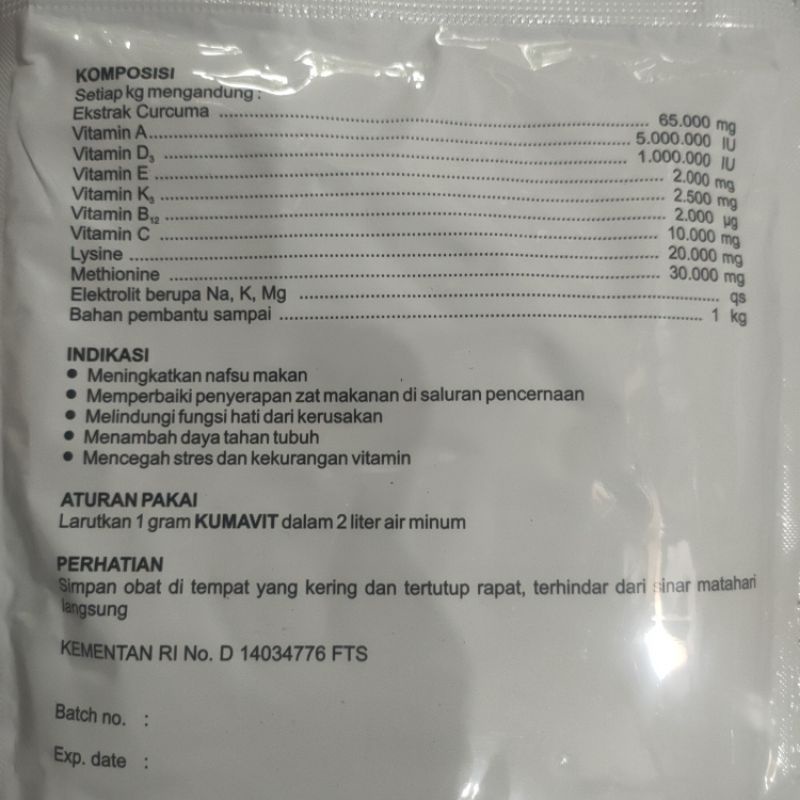 KOMPOSISI
Setiap kg mengandung :
Ekstrak Curcuma ........ 65.000 mg
Vitamin A........ 5.000.000 IU
Vitamin D3 ........ 1.000.000 IU
Vitamin E ........ 2.000 mg
Vitamin K3 ........ 2.500 mg
Vitamin B12 ........ 2.000 µg
Vitamin C ........ 10.000 mg
Lysine ........ 20.000 mg
Methionine ........ 30.000 mg
Elektrolit berupa Na, K, Mg ........ qs
Bahan pembantu sampai ........ 1 kg
INDIKASI
• Meningkatkan nafsu makan
• Memperbaiki penyerapan zat makanan di saluran pencernaan
• Melindungi fungsi hati dari kerusakan
• Menambah daya tahan tubuh
• Mencegah stres dan kekurangan vitamin
ATURAN PAKAI
Larutkan 1 gram KUMAVIT dalam 2 liter air minum
PERHATIAN
Simpan obat di tempat yang kering dan tertutup rapat, terhindar dari sinar matahari
langsung
KEMENTAN RI No. D 14034776 FTS
Batch no. :
Exp. date :